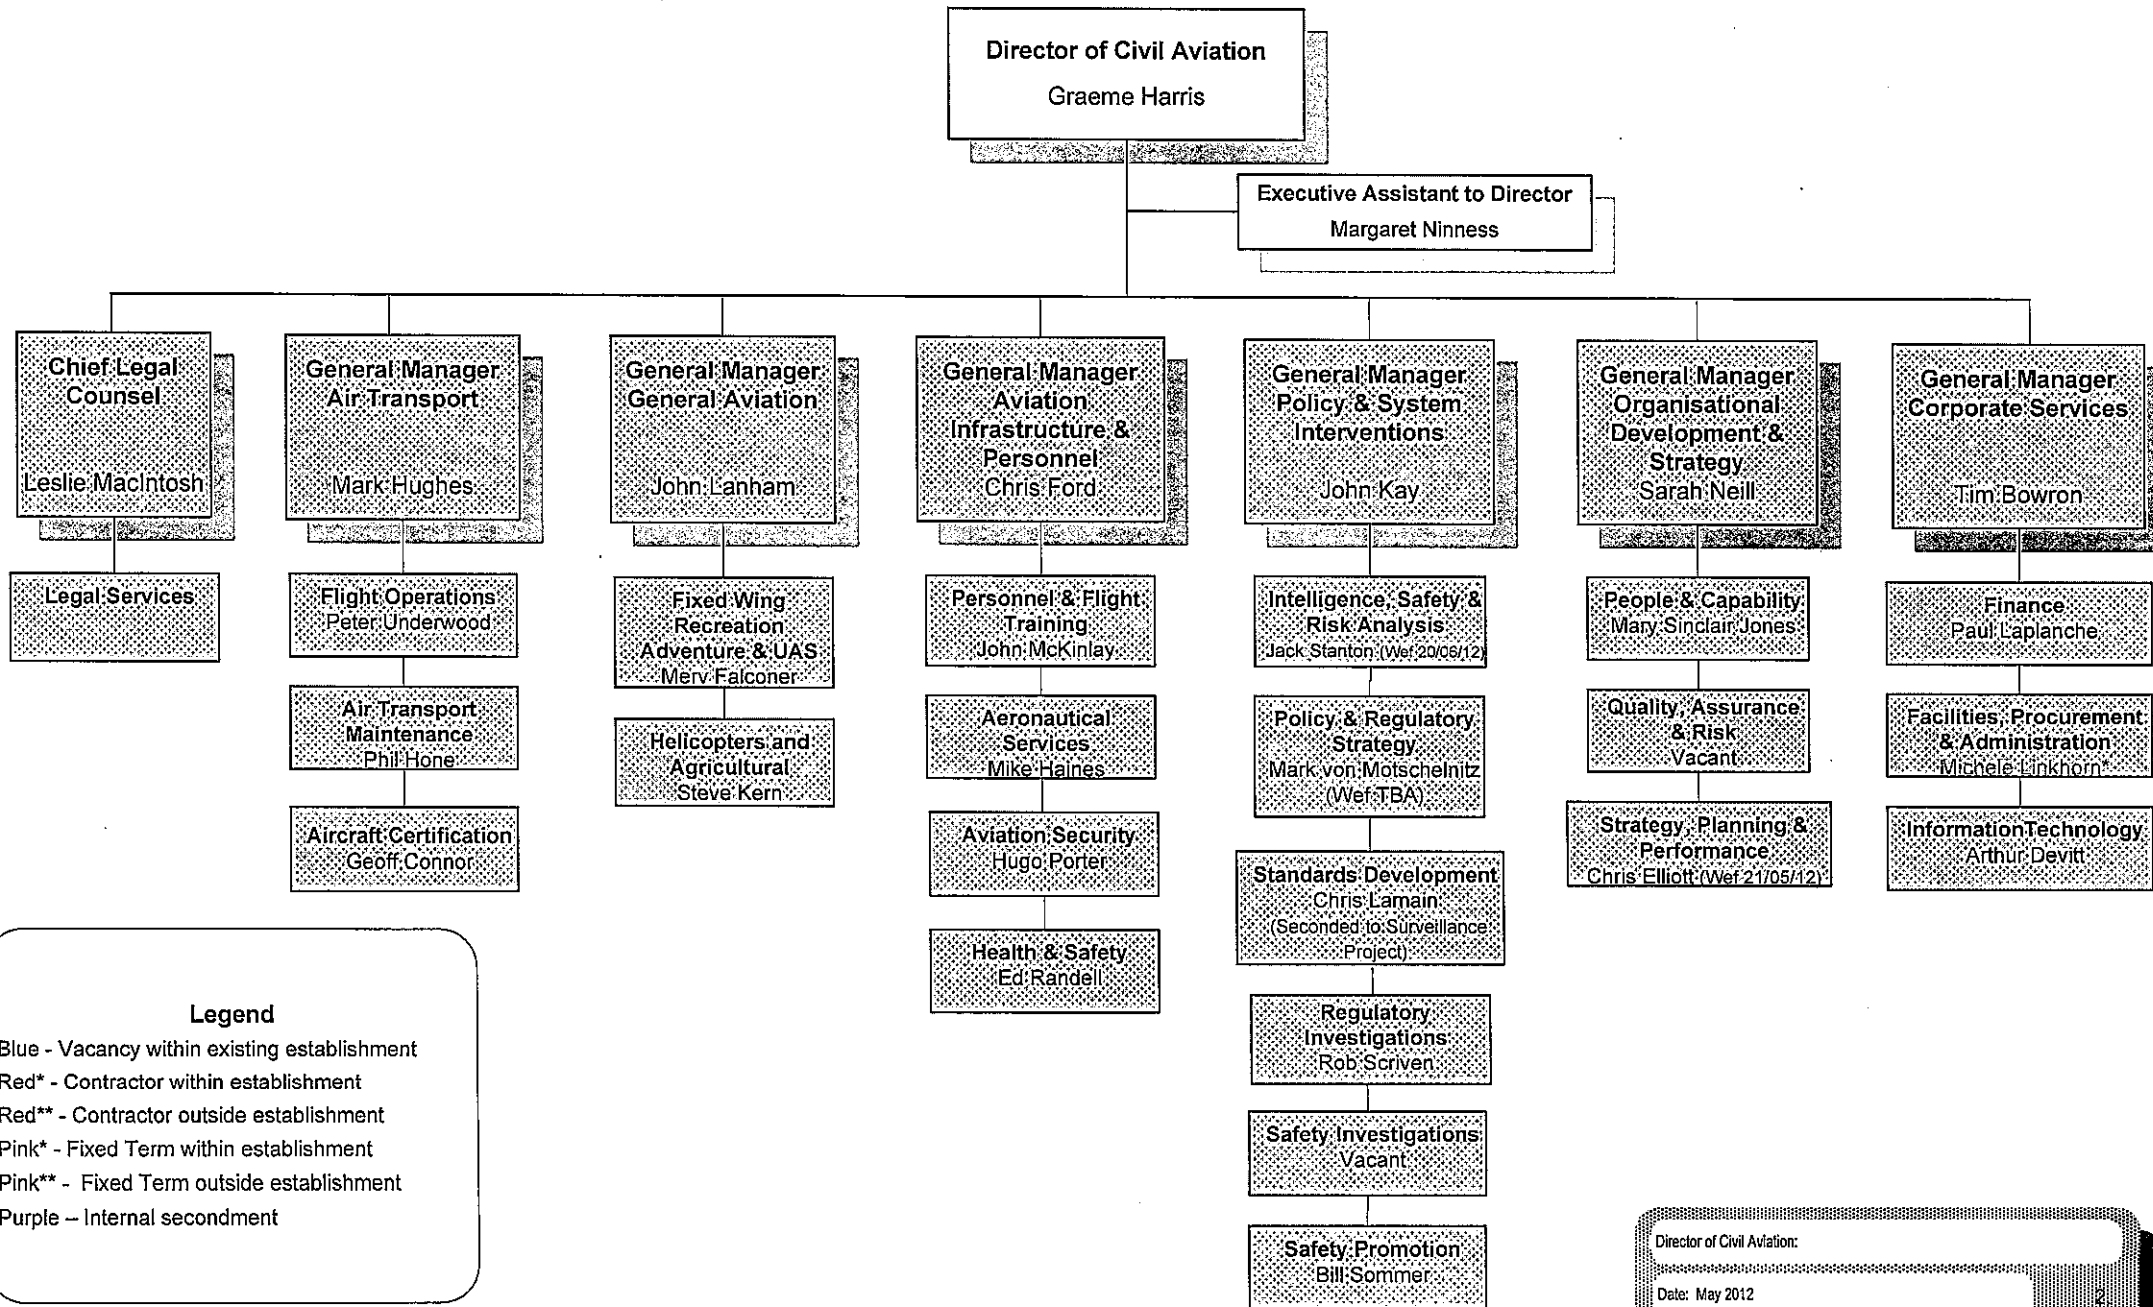 Director of Civil Aviation
Graeme Harris
Executive Assistant to Director
Margaret Ninness
Chief Legal
Counsel
Leslie MacIntosh
General Manager
Air Transport
Mark Hughes
General Manager
General Aviation
John Lanham
General Manager
Aviation
Infrastructure &
Personnel
Chris Ford
General Manager
Policy & System
Interventions
John Kay
General Manager
Organisational
Development &
Strategy
Sarah Neill
General Manager
Corporate Services
Tim Bowron
Legal Services
Flight Operations
Peter Underwood
Air Transport
Maintenance
Phil Hone
Aircraft Certification
Geoff Connor
Fixed Wing
Recreation
Adventure & UAS
Merv Falconer
Helicopters and
Agricultural
Steve Kern
Personnel & Flight
Training
John McKinlay
Aeronautical
Services
Mike Haines
Aviation Security
Hugo Porter
Health & Safety
Ed Randell
Intelligence, Safety &
Risk Analysis
Jack Stanton (Wef 20/06/12)
Policy & Regulatory
Strategy
Mark von Motschelnitz
(Wef TBA)
Standards Development
Chris Lamain
(Seconded to Surveillance
Project)
Regulatory
Investigations
Rob Scriven
Safety Investigations
Vacant
Safety Promotion
Bill Sommer
People & Capability
Mary Sinclair Jones
Quality, Assurance
& Risk
Vacant
Strategy, Planning &
Performance
Chris Elliott (Wef 21/05/12)
Finance
Paul Laplanche
Facilities, Procurement
& Administration
Michele Linkhorn*
Information Technology
Arthur Devitt
Legend
Blue - Vacancy within existing establishment
Red* - Contractor within establishment
Red** - Contractor outside establishment
Pink* - Fixed Term within establishment
Pink** - Fixed Term outside establishment
Purple – Internal secondment
Director of Civil Aviation:
Date: May 2012